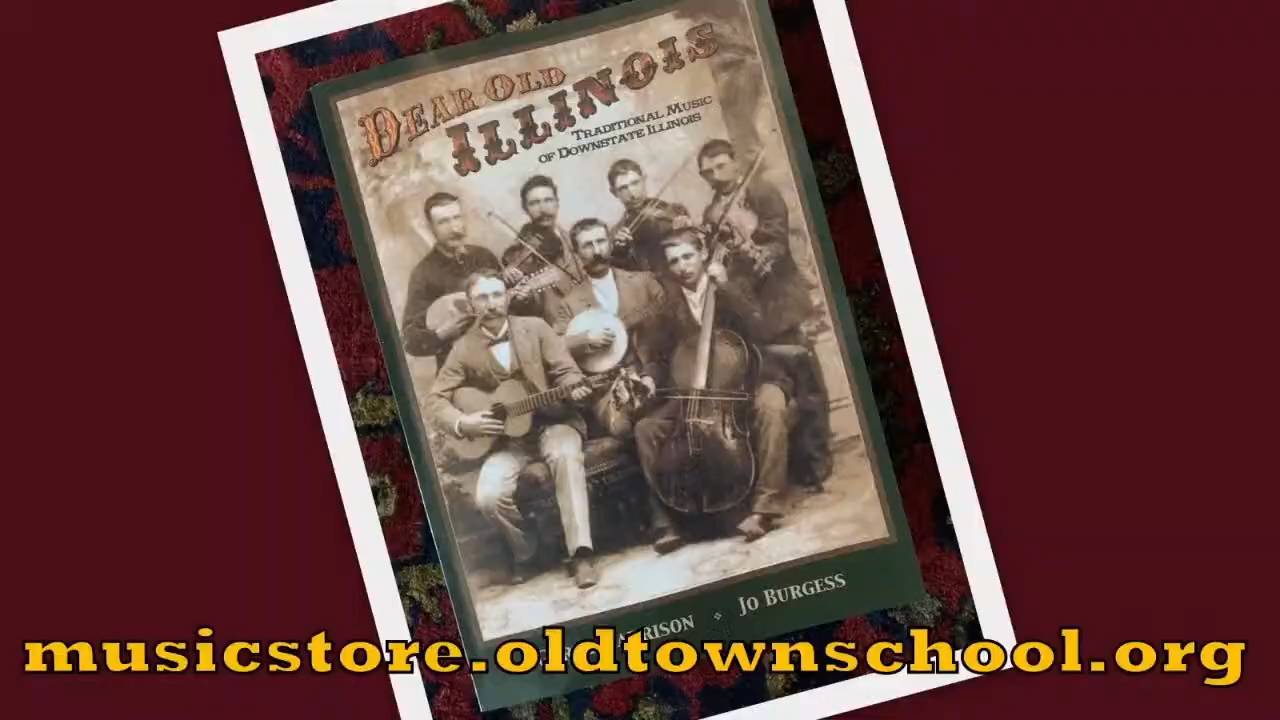 DEAR OLD
ILLINOIS
TRADITIONAL MUSIC
OF DOWNSTATE ILLINOIS
JO BURGESS
musicstore.oldtownschool.org